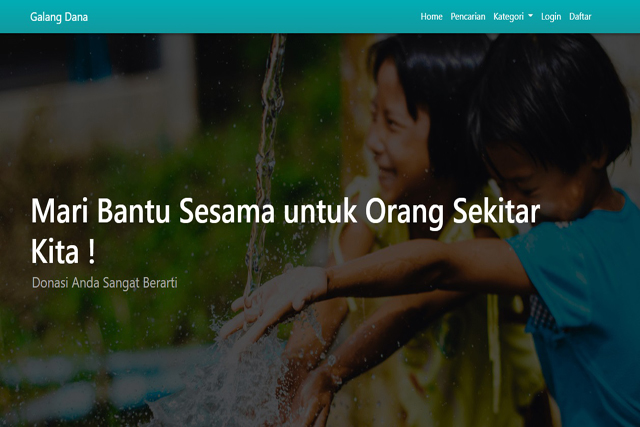 Galang Dana
Home Pencarian Kategori Login Daftar
Mari Bantu Sesama untuk Orang Sekitar
Kita !
Donasi Anda Sangat Berarti